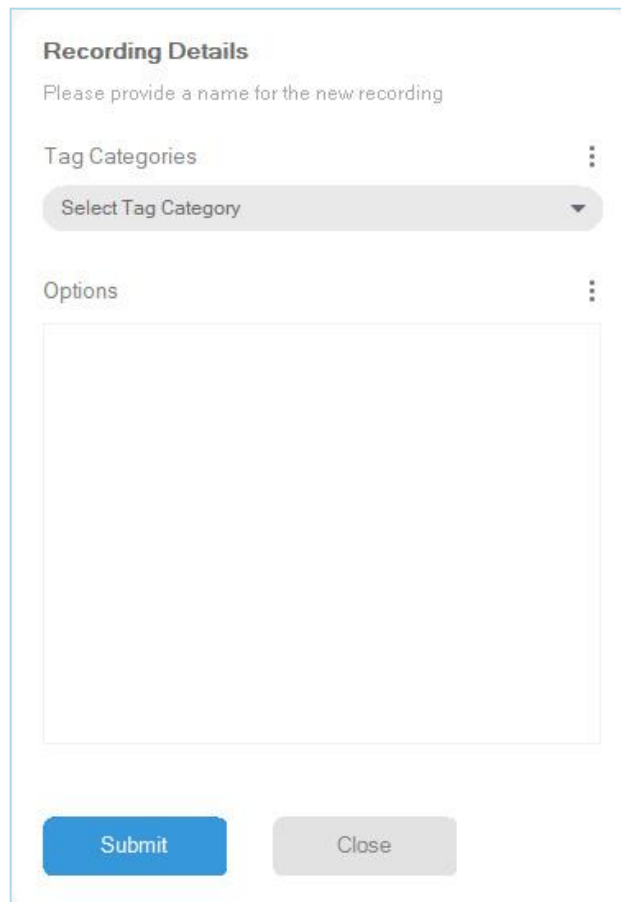 Recording Details
Please provide a name for the new recording
Tag Categories
Select Tag Category
Options
Submit
Close